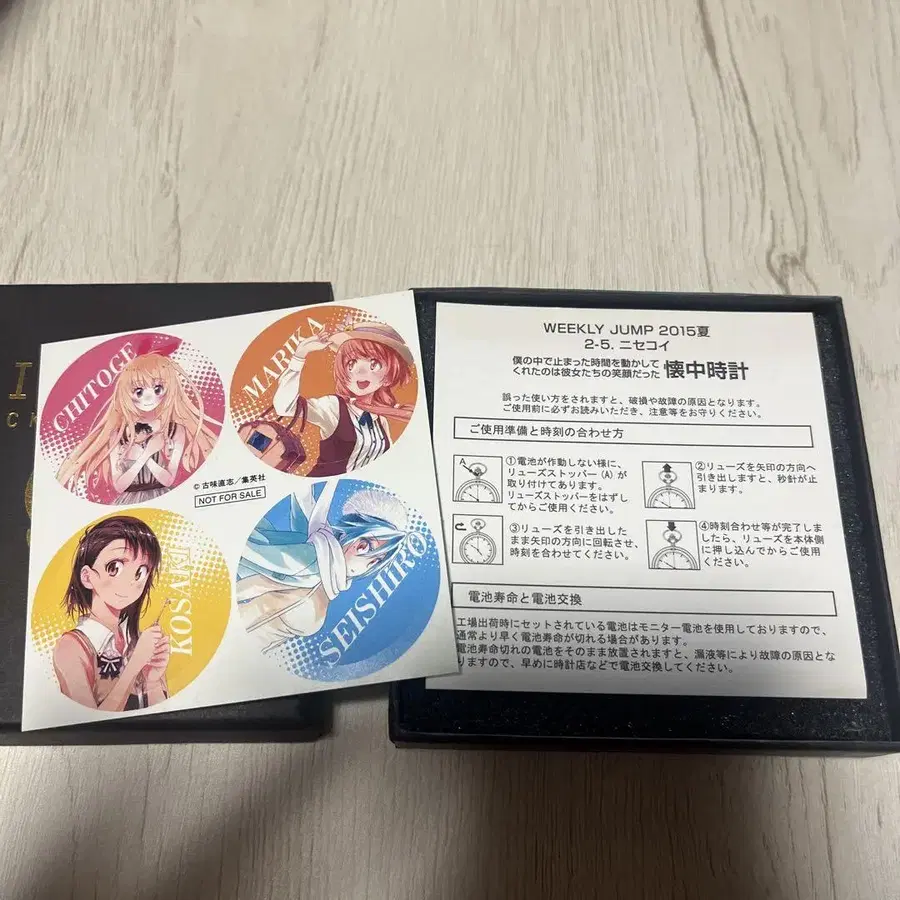 I
CH
CHITOGE
MARIKA
© 古味直志／集英社
NOT FOR SALE
KOSAKI
SEISHIRO
WEEKLY JUMP 2015夏
2-5. ニセコイ
僕の中で止まった時間を動かして
くれたのは彼女たちの笑顔だった 懐中時計
誤った使い方をされますと、破損や故障の原因となります。
ご使用前に必ずお読みいただき、注意等をお守りください。
ご使用準備と時刻の合わせ方
A
①電池が作動しない様に、
リューズストッパー(A)が
取り付けてあります。
リューズストッパーをはずし
てからご使用ください。
②リューズを矢印の方向へ
引き出しますと、秒針が止
まります。
③リューズを引き出した
まま矢印の方向に回転させ、
時刻を合わせてください。
④時刻合わせ等が完了しま
したら、リューズを本体側
に押し込んでからご使用
ください。
電池寿命と電池交換
工場出荷時にセットされている電池はモニター電池を使用しておりますので、
通常より早く電池寿命が切れる場合があります。
電池寿命切れの電池をそのまま放置されますと、漏液等により故障の原因とな
りますので、早めに時計店などで電池交換してください。